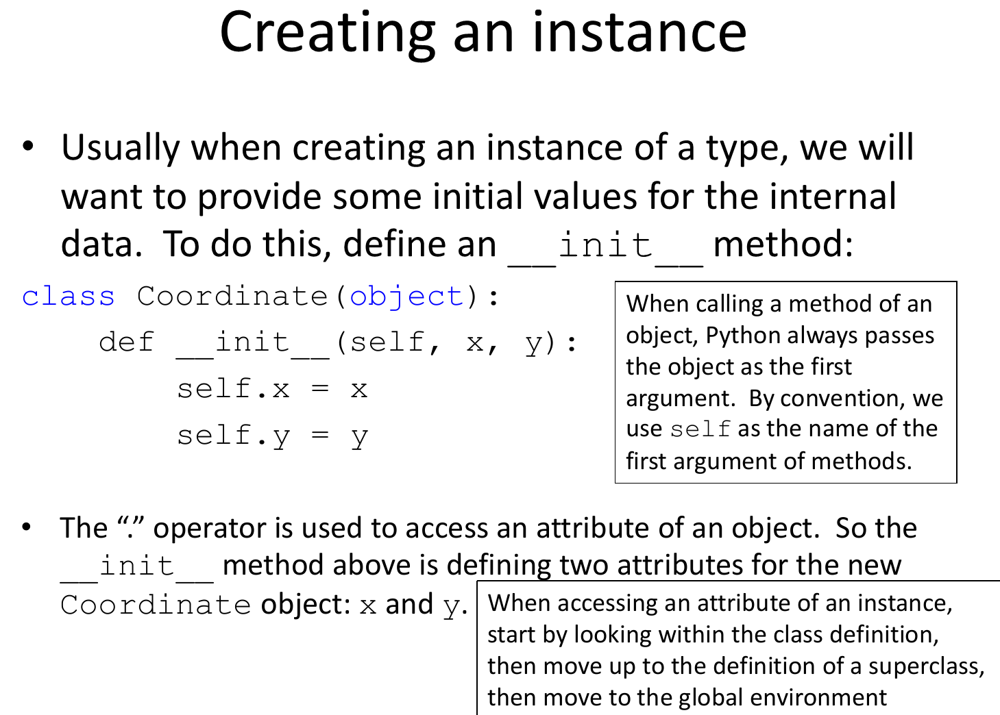 Creating an instance
• Usually when creating an instance of a type, we will
want to provide some initial values for the internal
data.  To do this, define an __init__ method:
class Coordinate(object):
    def __init__(self, x, y):
        self.x = x
        self.y = y
When calling a method of an
object, Python always passes
the object as the first
argument.  By convention, we
use self as the name of the
first argument of methods.
• The “.” operator is used to access an attribute of an object.  So the
__init__ method above is defining two attributes for the new
Coordinate object: x and y.
When accessing an attribute of an instance,
start by looking within the class definition,
then move up to the definition of a superclass,
then move to the global environment